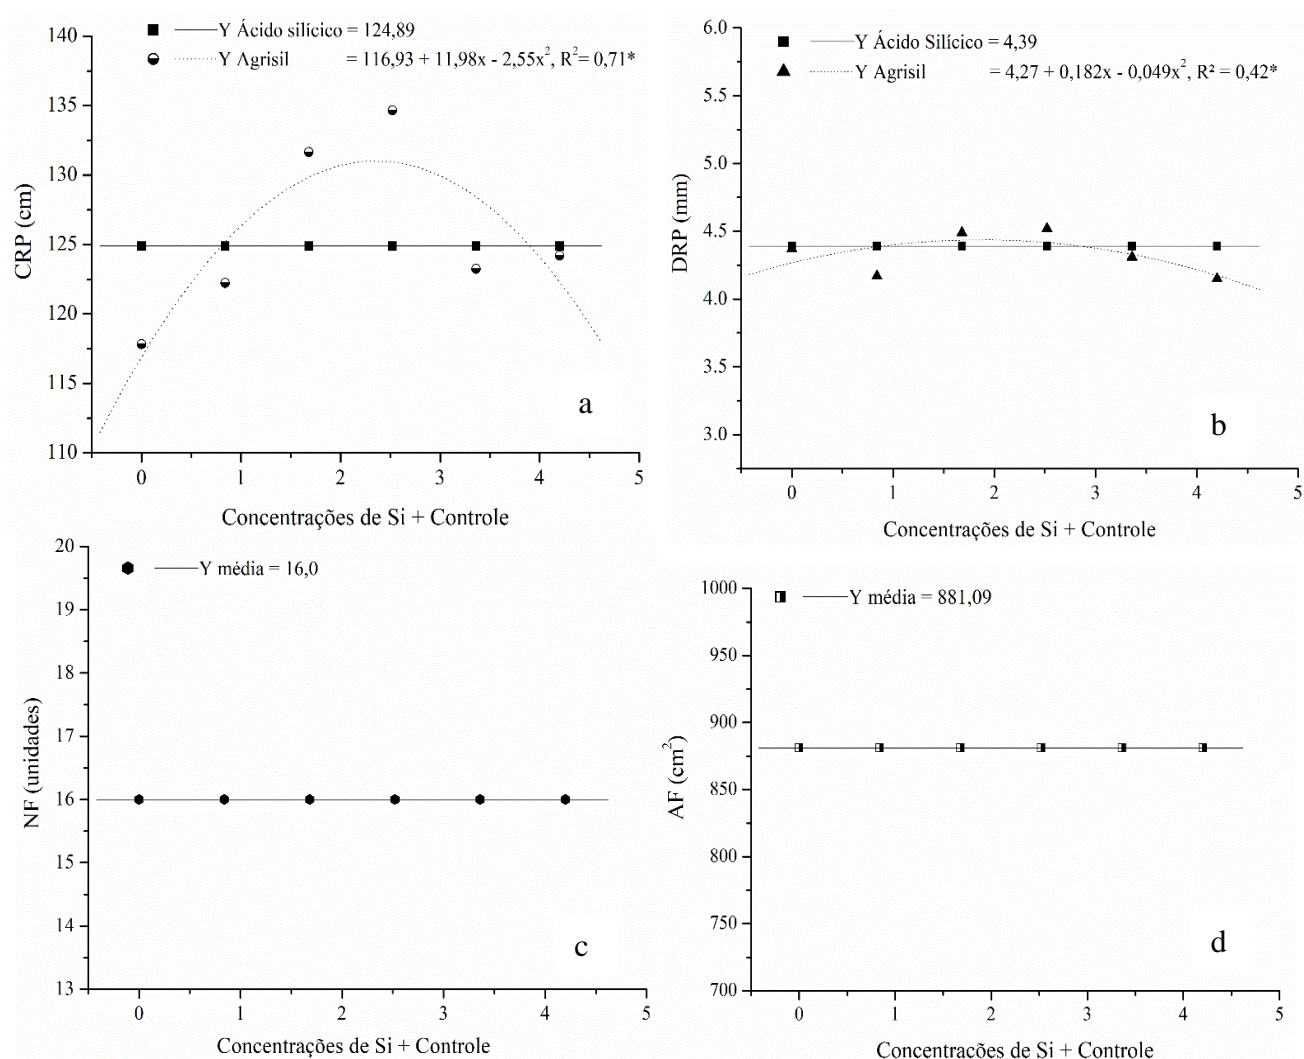 Y Ácido silícico = 124,89
Y Agrisil = 116,93 + 11,98x - 2,55x², R² = 0,71*
140
135
130
125
120
115
110
CRP (cm)
0 1 2 3 4 5
Concentrações de Si + Controle
a
Y Ácido Silícico = 4,39
Y Agrisil = 4,27 + 0,182x - 0,049x², R² = 0,42*
6.0
5.5
5.0
4.5
4.0
3.5
3.0
DRP (mm)
0 1 2 3 4 5
Concentrações de Si + Controle
b
Y média = 16,0
20
19
18
17
16
15
14
13
NF (unidades)
0 1 2 3 4 5
Concentrações de Si + Controle
c
Y média = 881,09
1000
950
900
850
800
750
700
AF (cm²)
0 1 2 3 4 5
Concentrações de Si + Controle
d